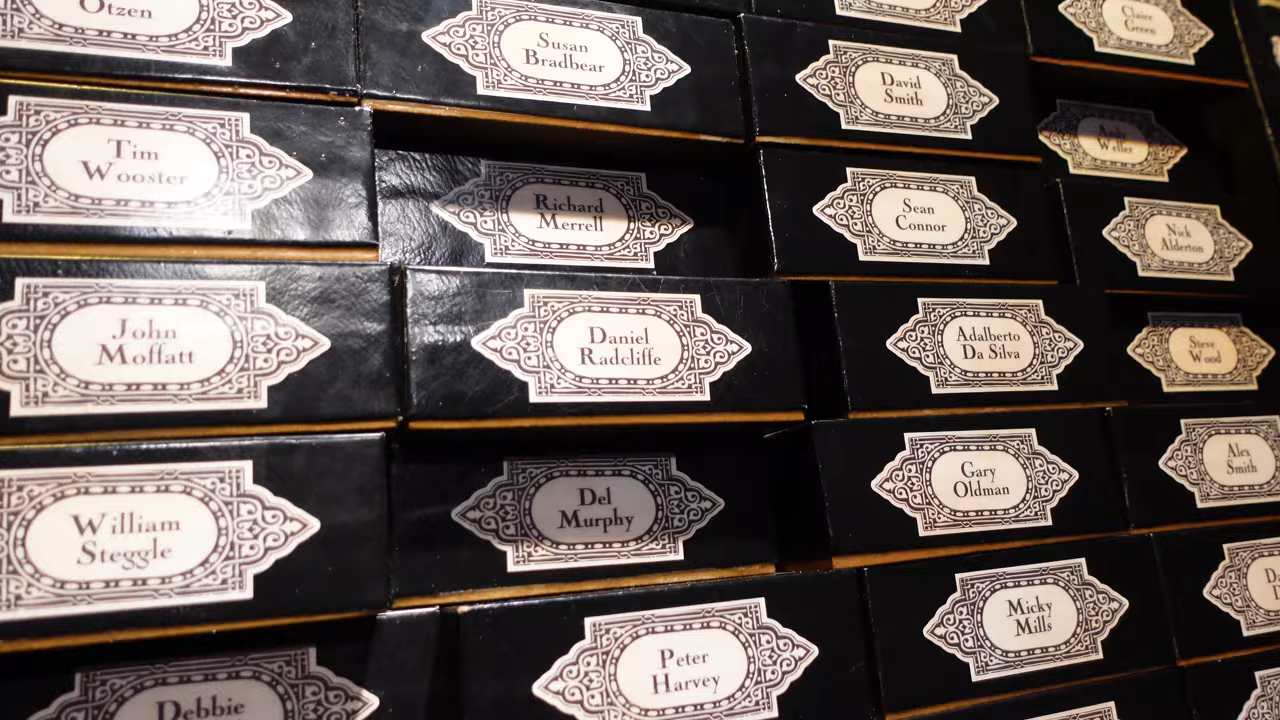 Otzen
Susan
Bradbear
David
Smith
Claire
Green
Tim
Wooster
Richard
Merrell
Sean
Connor
Andy
Weller
Nick
Alderton
John
Moffatt
Daniel
Radcliffe
Adalberto
Da Silva
Steve
Wood
William
Steggle
Del
Murphy
Gary
Oldman
Alex
Smith
Debbie
Peter
Harvey
Micky
Mills